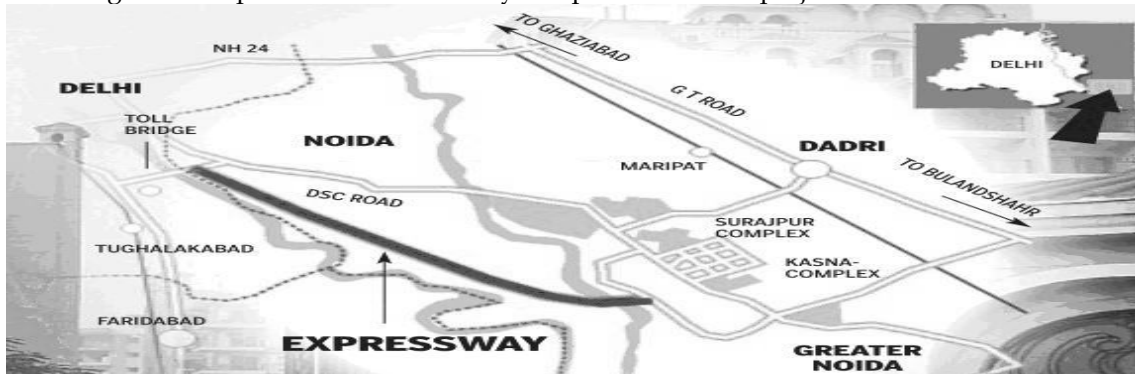 NH 24
TO GHAZIABAD
DELHI
DELHI
G T ROAD
TOLL
BRIDGE
NOIDA
DADRI
MARIPAT
TO BULANDSHAHR
DSC ROAD
SURAJPUR
COMPLEX
TUGHALAKABAD
KASNA-
COMPLEX
FARIDABAD
EXPRESSWAY
GREATER
NOIDA